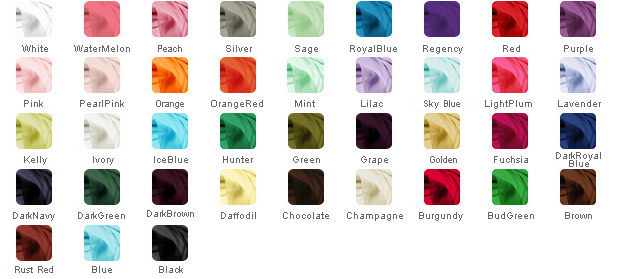 White WaterMelon Peach Silver Sage RoyalBlue Regency Red Purple
Pink PearlPink Orange OrangeRed Mint Lilac Sky Blue LightPlum Lavender
Kelly Ivory IceBlue Hunter Green Grape Golden Fuchsia DarkRoyal
Blue
DarkNavy DarkGreen DarkBrown Daffodil Chocolate Champagne Burgundy BudGreen Brown
Rust Red Blue Black